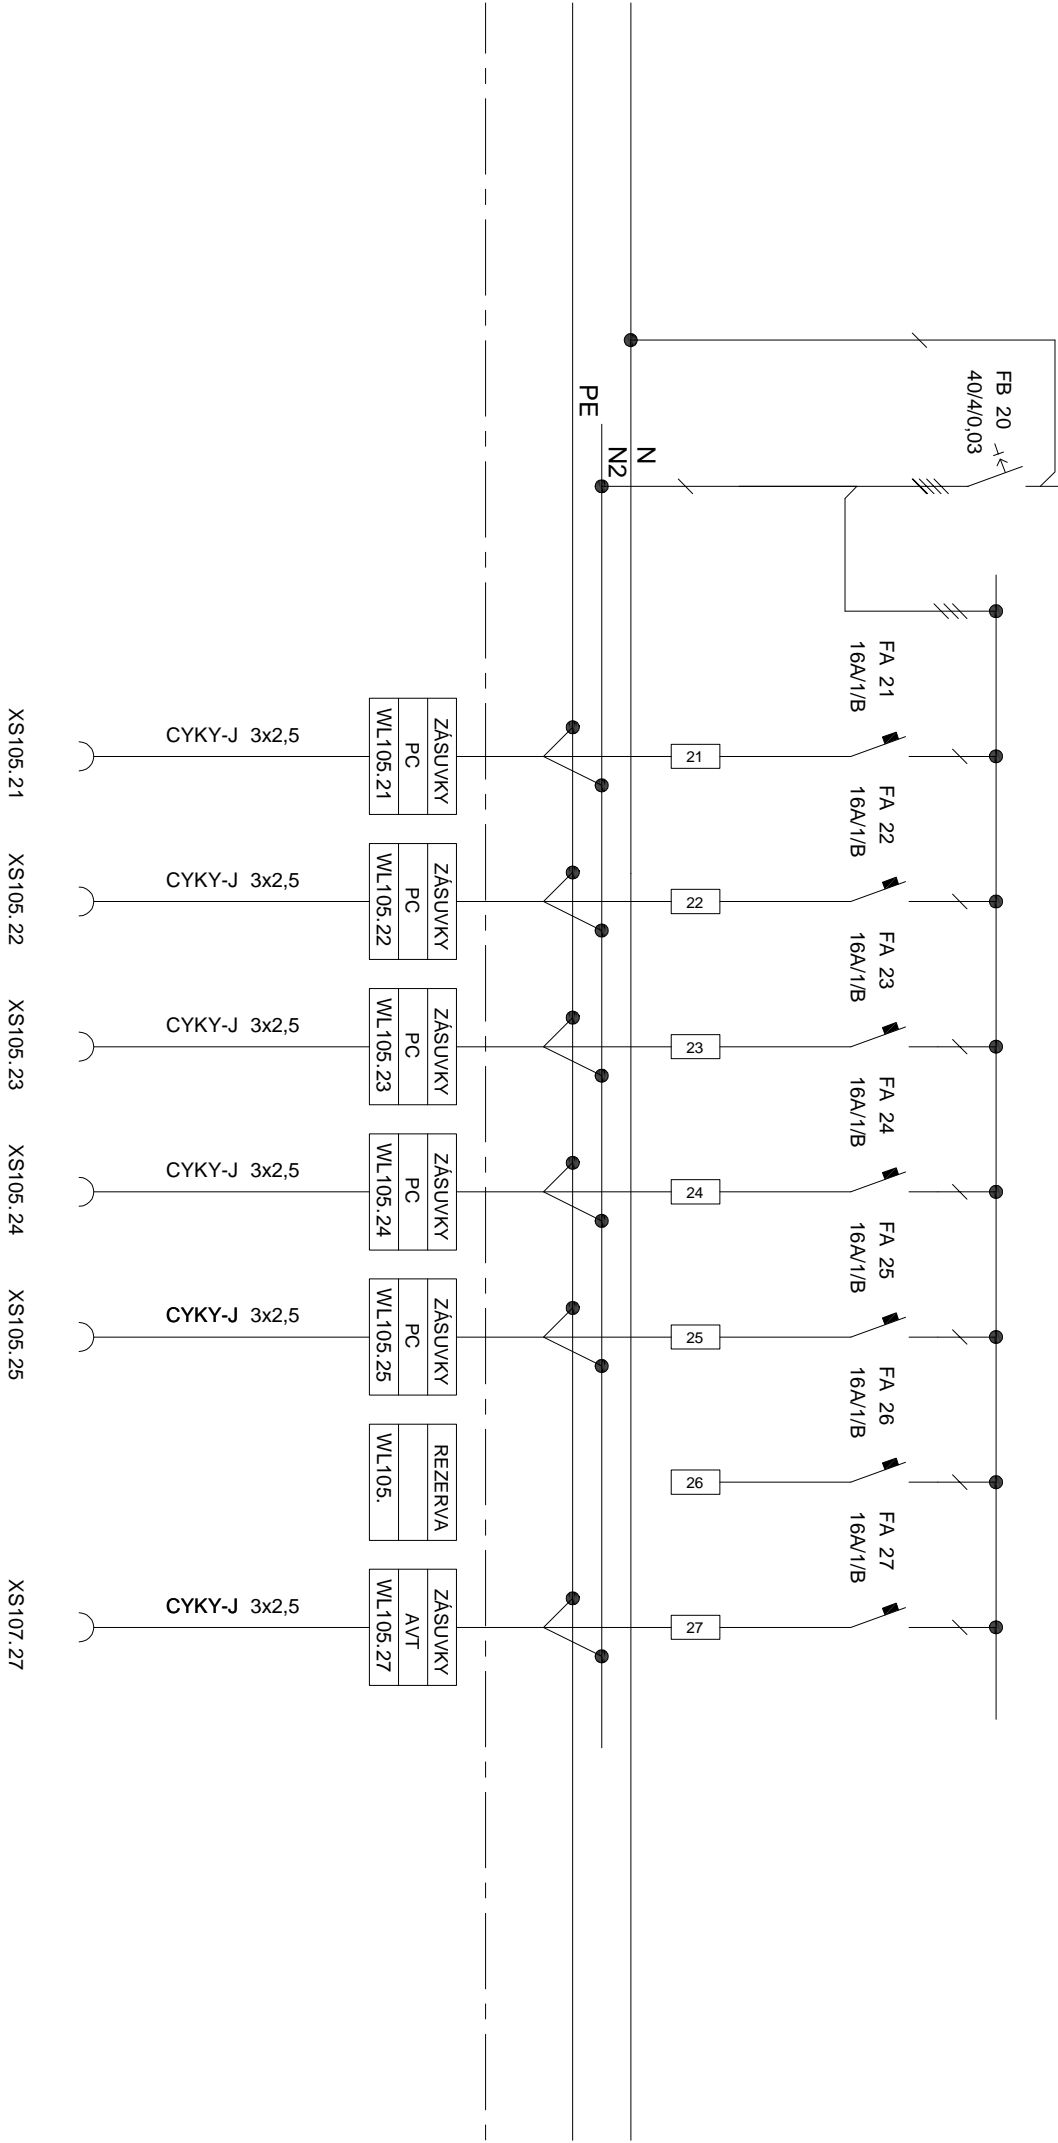 FB 20
40/4/0,03
N
N2
PE
FA 21
16A/1/B
21
ZÁSUVKY
PC
WL105.21
CYKY-J 3x2,5
XS105.21
FA 22
16A/1/B
22
ZÁSUVKY
PC
WL105.22
CYKY-J 3x2,5
XS105.22
FA 23
16A/1/B
23
ZÁSUVKY
PC
WL105.23
CYKY-J 3x2,5
XS105.23
FA 24
16A/1/B
24
ZÁSUVKY
PC
WL105.24
CYKY-J 3x2,5
XS105.24
FA 25
16A/1/B
25
ZÁSUVKY
PC
WL105.25
CYKY-J 3x2,5
XS105.25
FA 26
16A/1/B
26
REZERVA
WL105.
FA 27
16A/1/B
27
ZÁSUVKY
AVT
WL105.27
CYKY-J 3x2,5
XS107.27